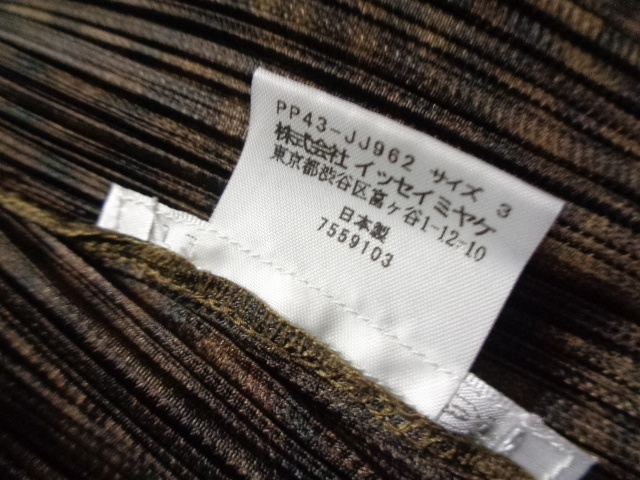 PP43-JJ962 サイズ 3
株式会社 イッセイミヤケ
東京都渋谷区富ヶ谷1-12-10
日本製
7559103